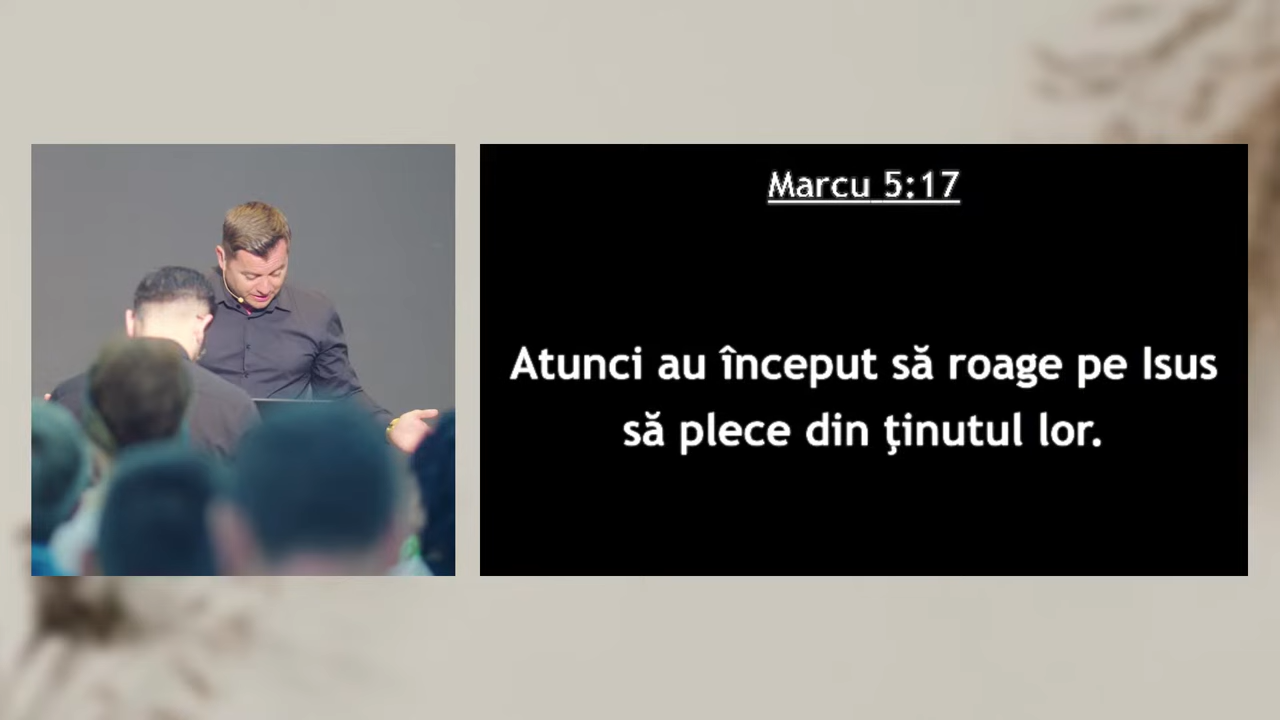 Marcu 5:17
Atunci au început să roage pe Isus
să plece din ţinutul lor.